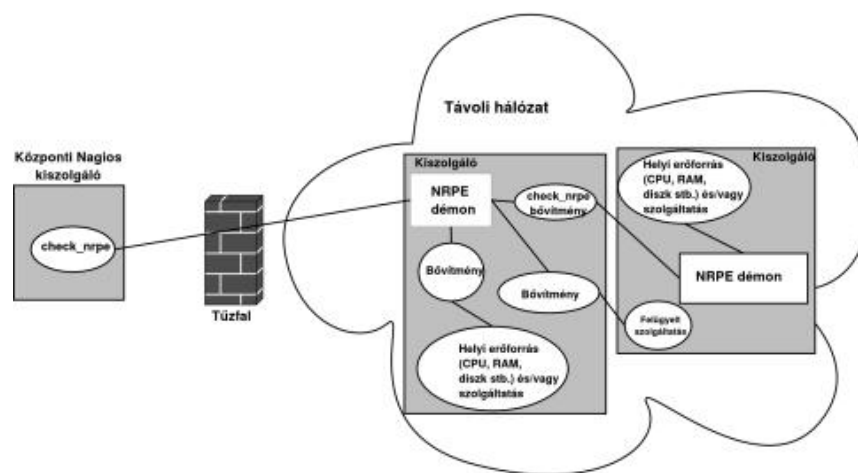 Távoli hálózat
Központi Nagios
kiszolgáló
check_nrpe
Tűzfal
Kiszolgáló
NRPE
démon
check_nrpe
bővítmény
Bővítmény
Bővítmény
Helyi erőforrás
(CPU, RAM,
diszk stb.) és/vagy
szolgáltatás
Kiszolgáló
Helyi erőforrás
(CPU, RAM,
diszk stb.) és/vagy
szolgáltatás
NRPE démon
Felügyelt
szolgáltatás